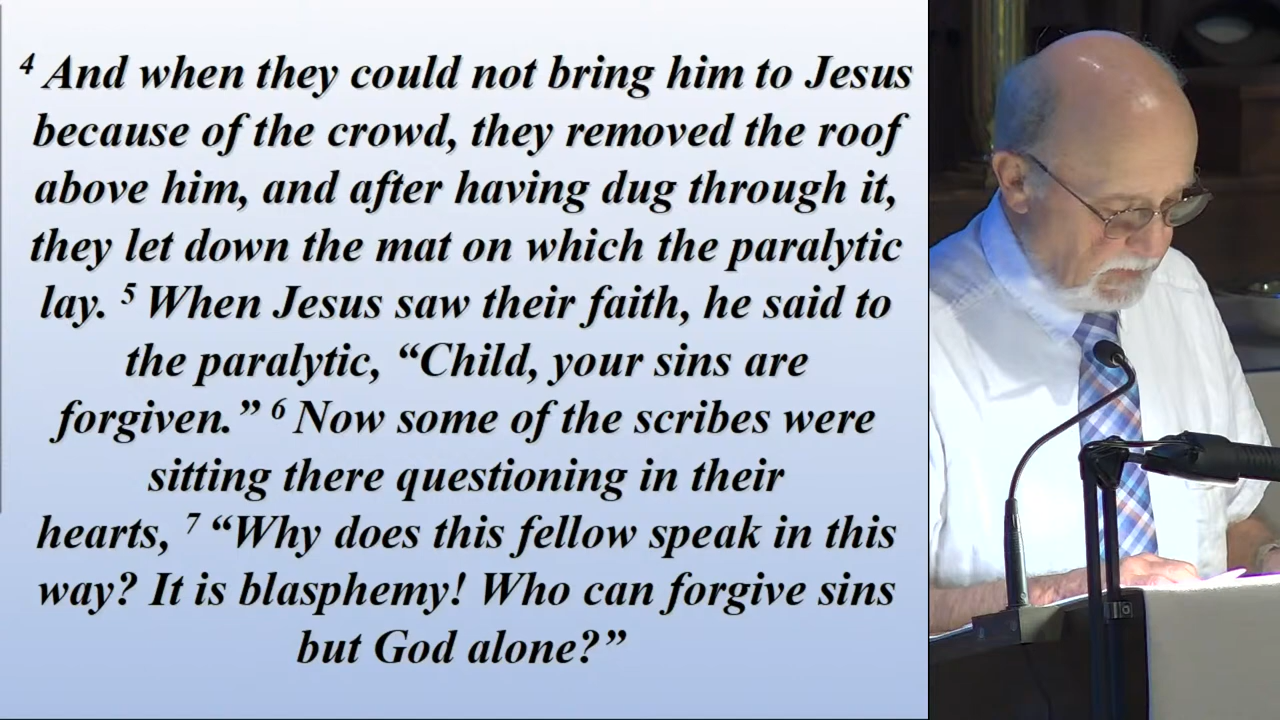 ⁴ And when they could not bring him to Jesus
because of the crowd, they removed the roof
above him, and after having dug through it,
they let down the mat on which the paralytic
lay. ⁵ When Jesus saw their faith, he said to
the paralytic, “Child, your sins are
forgiven.” ⁶ Now some of the scribes were
sitting there questioning in their
hearts, ⁷ “Why does this fellow speak in this
way? It is blasphemy! Who can forgive sins
but God alone?”